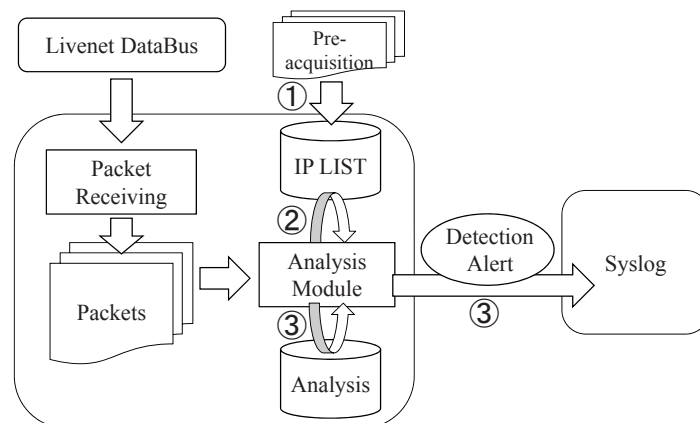 Livenet DataBus
Pre-
acquisition
①
IP LIST
Packet
Receiving
②
Detection
Alert
Syslog
Analysis
Module
Packets
③
③
Analysis